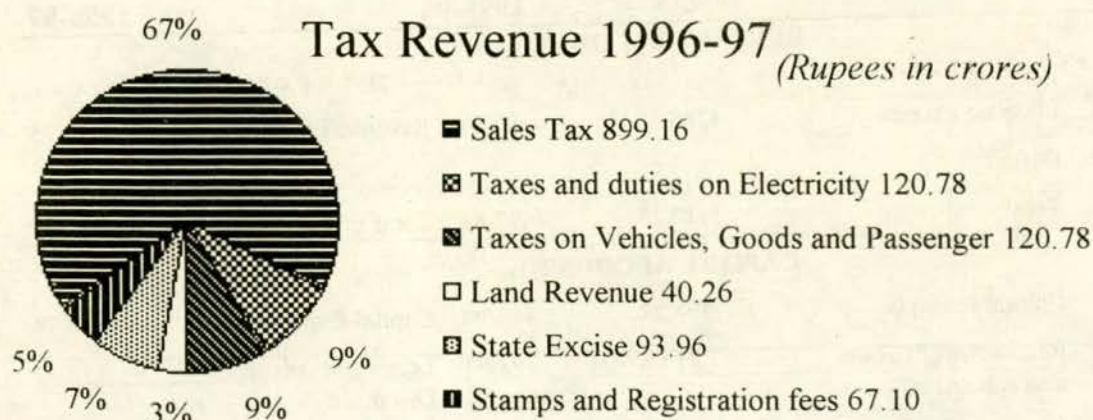 67%
Tax Revenue 1996-97
(Rupees in crores)
Sales Tax 899.16
Taxes and duties on Electricity 120.78
Taxes on Vehicles, Goods and Passenger 120.78
Land Revenue 40.26
State Excise 93.96
Stamps and Registration fees 67.10
5%
7%
3%
9%
9%